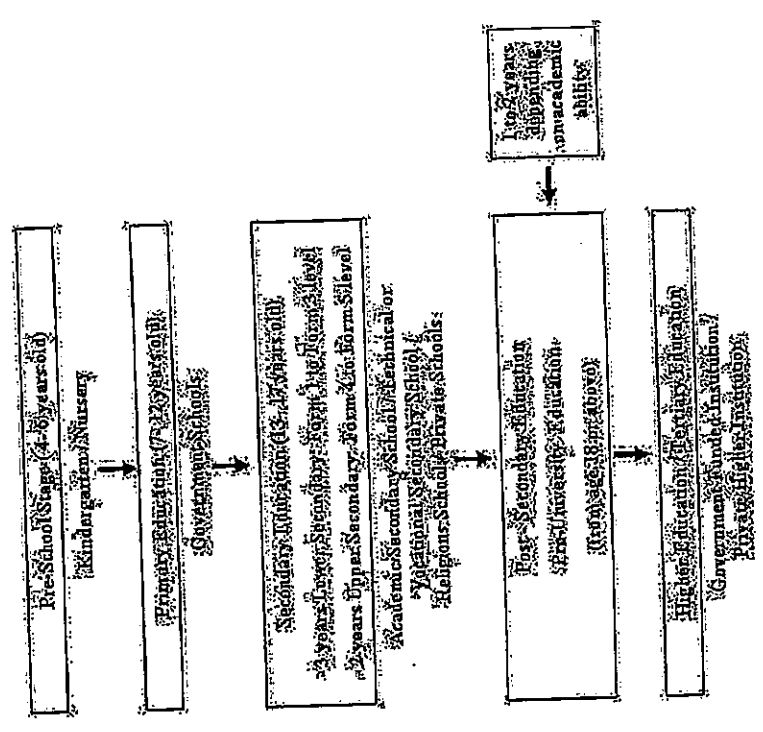 Pre-School Stage (4-6 years old)
Kindergarten / Nursery
Primary Education (7-12 years old)
Government Schools
Secondary Education (13-17 years old)
3 years Lower Secondary: Form 1 to Form 3 level
2 years Upper Secondary: Form 4 to Form 5 level
Academic Secondary School / Technical or
Vocational Secondary School
Religious Schools / Private Schools
Post-Secondary Education
Pre-University Education
(from age 18 or above)
1 to 2 years
depending
on academic
ability
Higher Education / Tertiary Education
Government Funded Institution /
Private Higher Institution